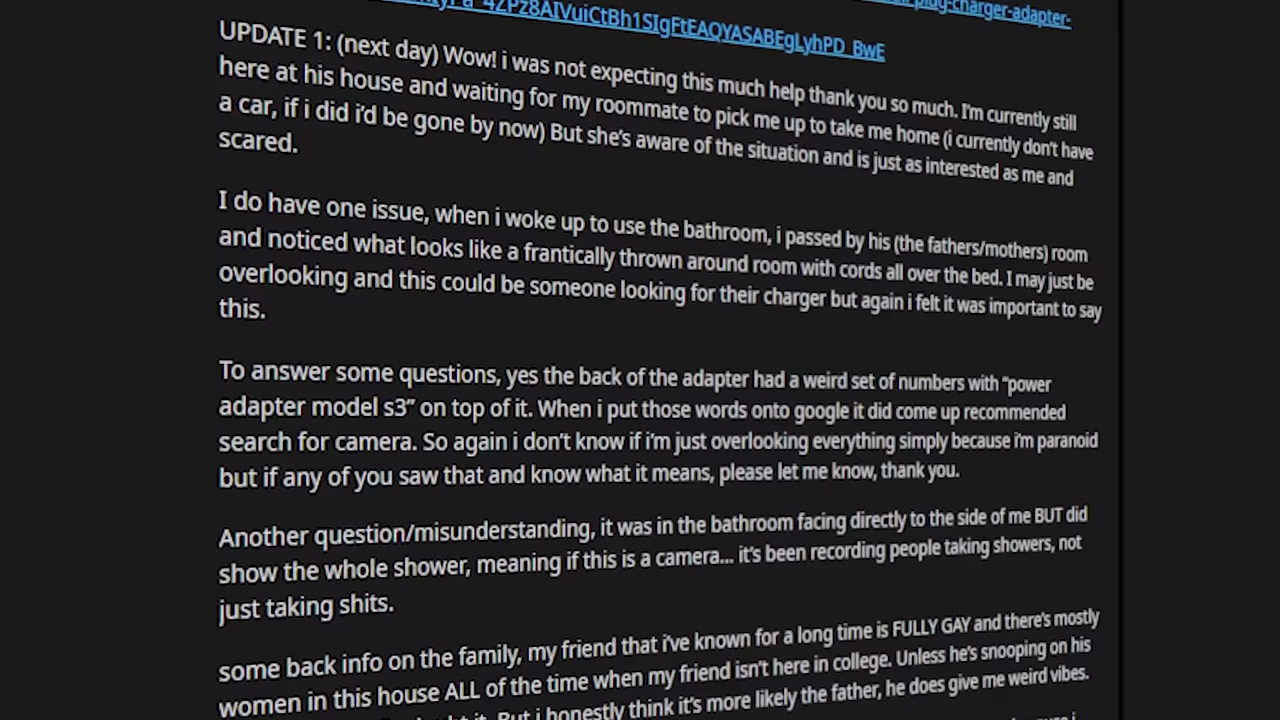 plug-charger-adapter-
4ZPz8AIVuiCtBh1SIgFtEAQYASABEgLyhPD_BwE
UPDATE 1: (next day) Wow! i was not expecting this much help thank you so much. I'm currently still
here at his house and waiting for my roommate to pick me up to take me home (i currently don't have
a car, if i did i'd be gone by now) But she's aware of the situation and is just as interested as me and
scared.
I do have one issue, when i woke up to use the bathroom, i passed by his (the fathers/mothers) room
and noticed what looks like a frantically thrown around room with cords all over the bed. I may just be
overlooking and this could be someone looking for their charger but again i felt it was important to say
this.
To answer some questions, yes the back of the adapter had a weird set of numbers with “power
adapter model s3” on top of it. When i put those words onto google it did come up recommended
search for camera. So again i don't know if i'm just overlooking everything simply because i'm paranoid
but if any of you saw that and know what it means, please let me know, thank you.
Another question/misunderstanding, it was in the bathroom facing directly to the side of me BUT did
show the whole shower, meaning if this is a camera... it's been recording people taking showers, not
just taking shits.
some back info on the family, my friend that i've known for a long time is FULLY GAY and there's mostly
women in this house ALL of the time when my friend isn't here in college. Unless he's snooping on his
it. But i honestly think it's more likely the father, he does give me weird vibes.